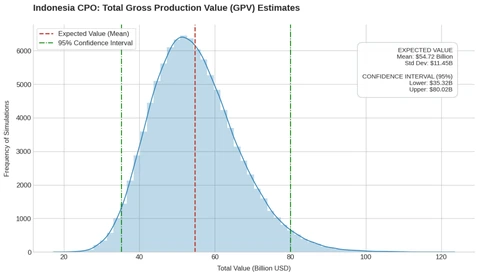 Indonesia CPO: Total Gross Production Value (GPV) Estimates
Expected Value (Mean)
95% Confidence Interval
EXPECTED VALUE
Mean: $54.72 Billion
Std Dev: $11.45B
CONFIDENCE INTERVAL (95%)
Lower: $35.32B
Upper: $80.02B
Frequency of Simulations
6000
5000
4000
3000
2000
1000
0
20
40
60
80
100
120
Total Value (Billion USD)